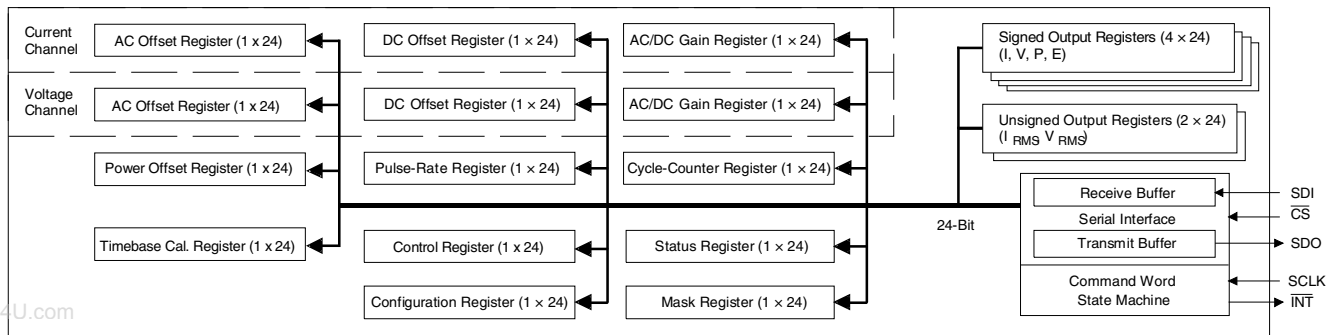 Current
Channel
AC Offset Register (1 x 24)
DC Offset Register (1 × 24)
AC/DC Gain Register (1 × 24)
Signed Output Registers (4 × 24)
(I, V, P, E)
Voltage
Channel
AC Offset Register (1 x 24)
DC Offset Register (1 × 24)
AC/DC Gain Register (1 × 24)
Unsigned Output Registers (2 × 24)
(I RMS, V RMS)
Power Offset Register (1 x 24)
Pulse-Rate Register (1 × 24)
Cycle-Counter Register (1 × 24)
Receive Buffer
SDI
24-Bit
Serial Interface
CS
Timebase Cal. Register (1 x 24)
Control Register (1 x 24)
Status Register (1 × 24)
Transmit Buffer
SDO
Command Word
State Machine
SCLK
INT
Configuration Register (1 × 24)
Mask Register (1 × 24)
4U.com